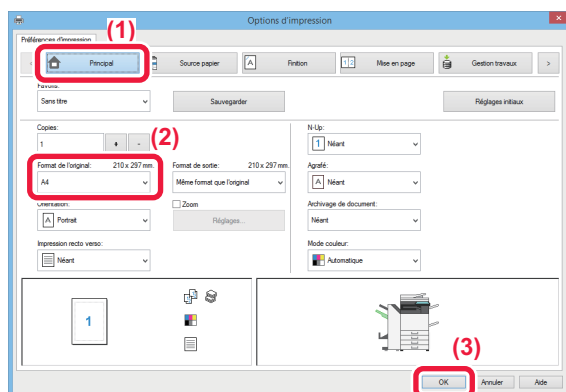 Options d'impression
(1)
Préférences d'impression
Principal
Source papier
Finition
Mise en page
Gestion travaux
Favoris:
Sans titre
Sauvegarder
Réglages initiaux
Copies:
1
+
-
(2)
N-Up:
1 Néant
Format de l'original: 210 x 297 mm.
A4
Format de sortie: 210 x 297 mm.
Même format que l'original
Agrafé:
Néant
Orientation:
A Portrait
Zoom
Réglages...
Archivage de document:
Néant
Impression recto verso:
Néant
Mode couleur:
Automatique
1
(3)
OK
Annuler
Aide